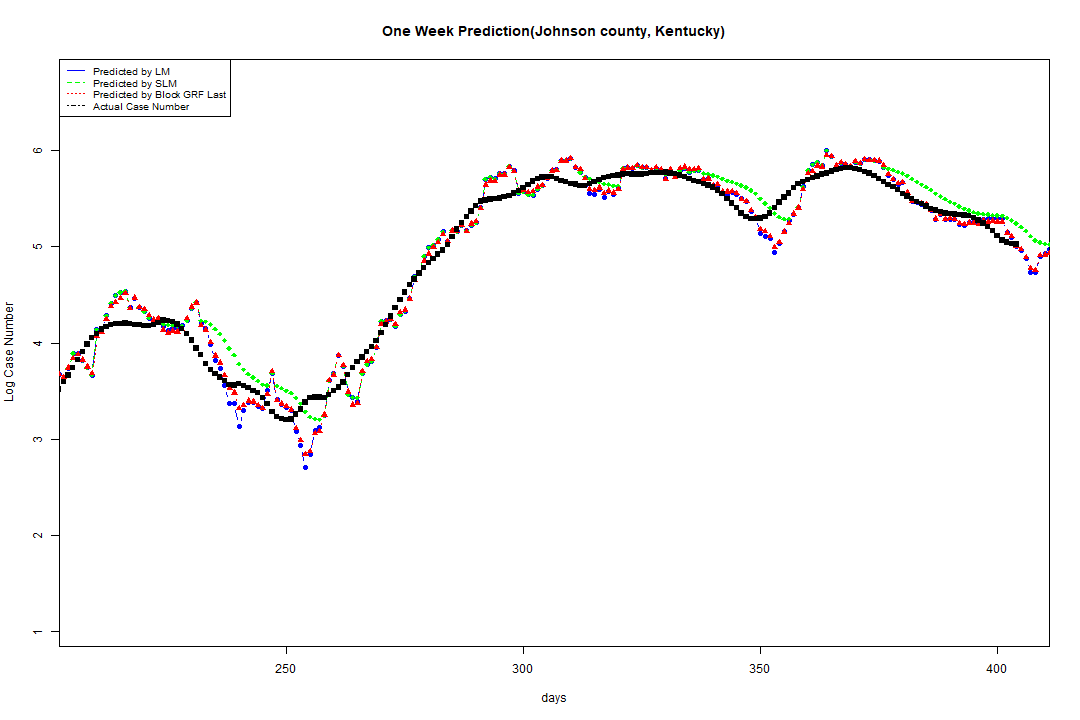 One Week Prediction(Johnson county, Kentucky)
Predicted by LM
Predicted by SLM
Predicted by Block GRF Last
Actual Case Number
6
5
4
3
2
1
Log Case Number
250 300 350 400
days